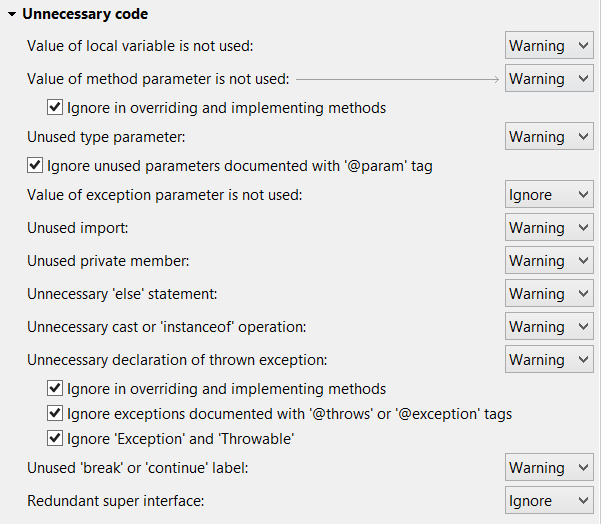 Unnecessary code
Value of local variable is not used: Warning
Value of method parameter is not used: Warning
Ignore in overriding and implementing methods
Unused type parameter: Warning
Ignore unused parameters documented with '@param' tag
Value of exception parameter is not used: Ignore
Unused import: Warning
Unused private member: Warning
Unnecessary 'else' statement: Warning
Unnecessary cast or 'instanceof' operation: Warning
Unnecessary declaration of thrown exception: Warning
Ignore in overriding and implementing methods
Ignore exceptions documented with '@throws' or '@exception' tags
Ignore 'Exception' and 'Throwable'
Unused 'break' or 'continue' label: Warning
Redundant super interface: Ignore